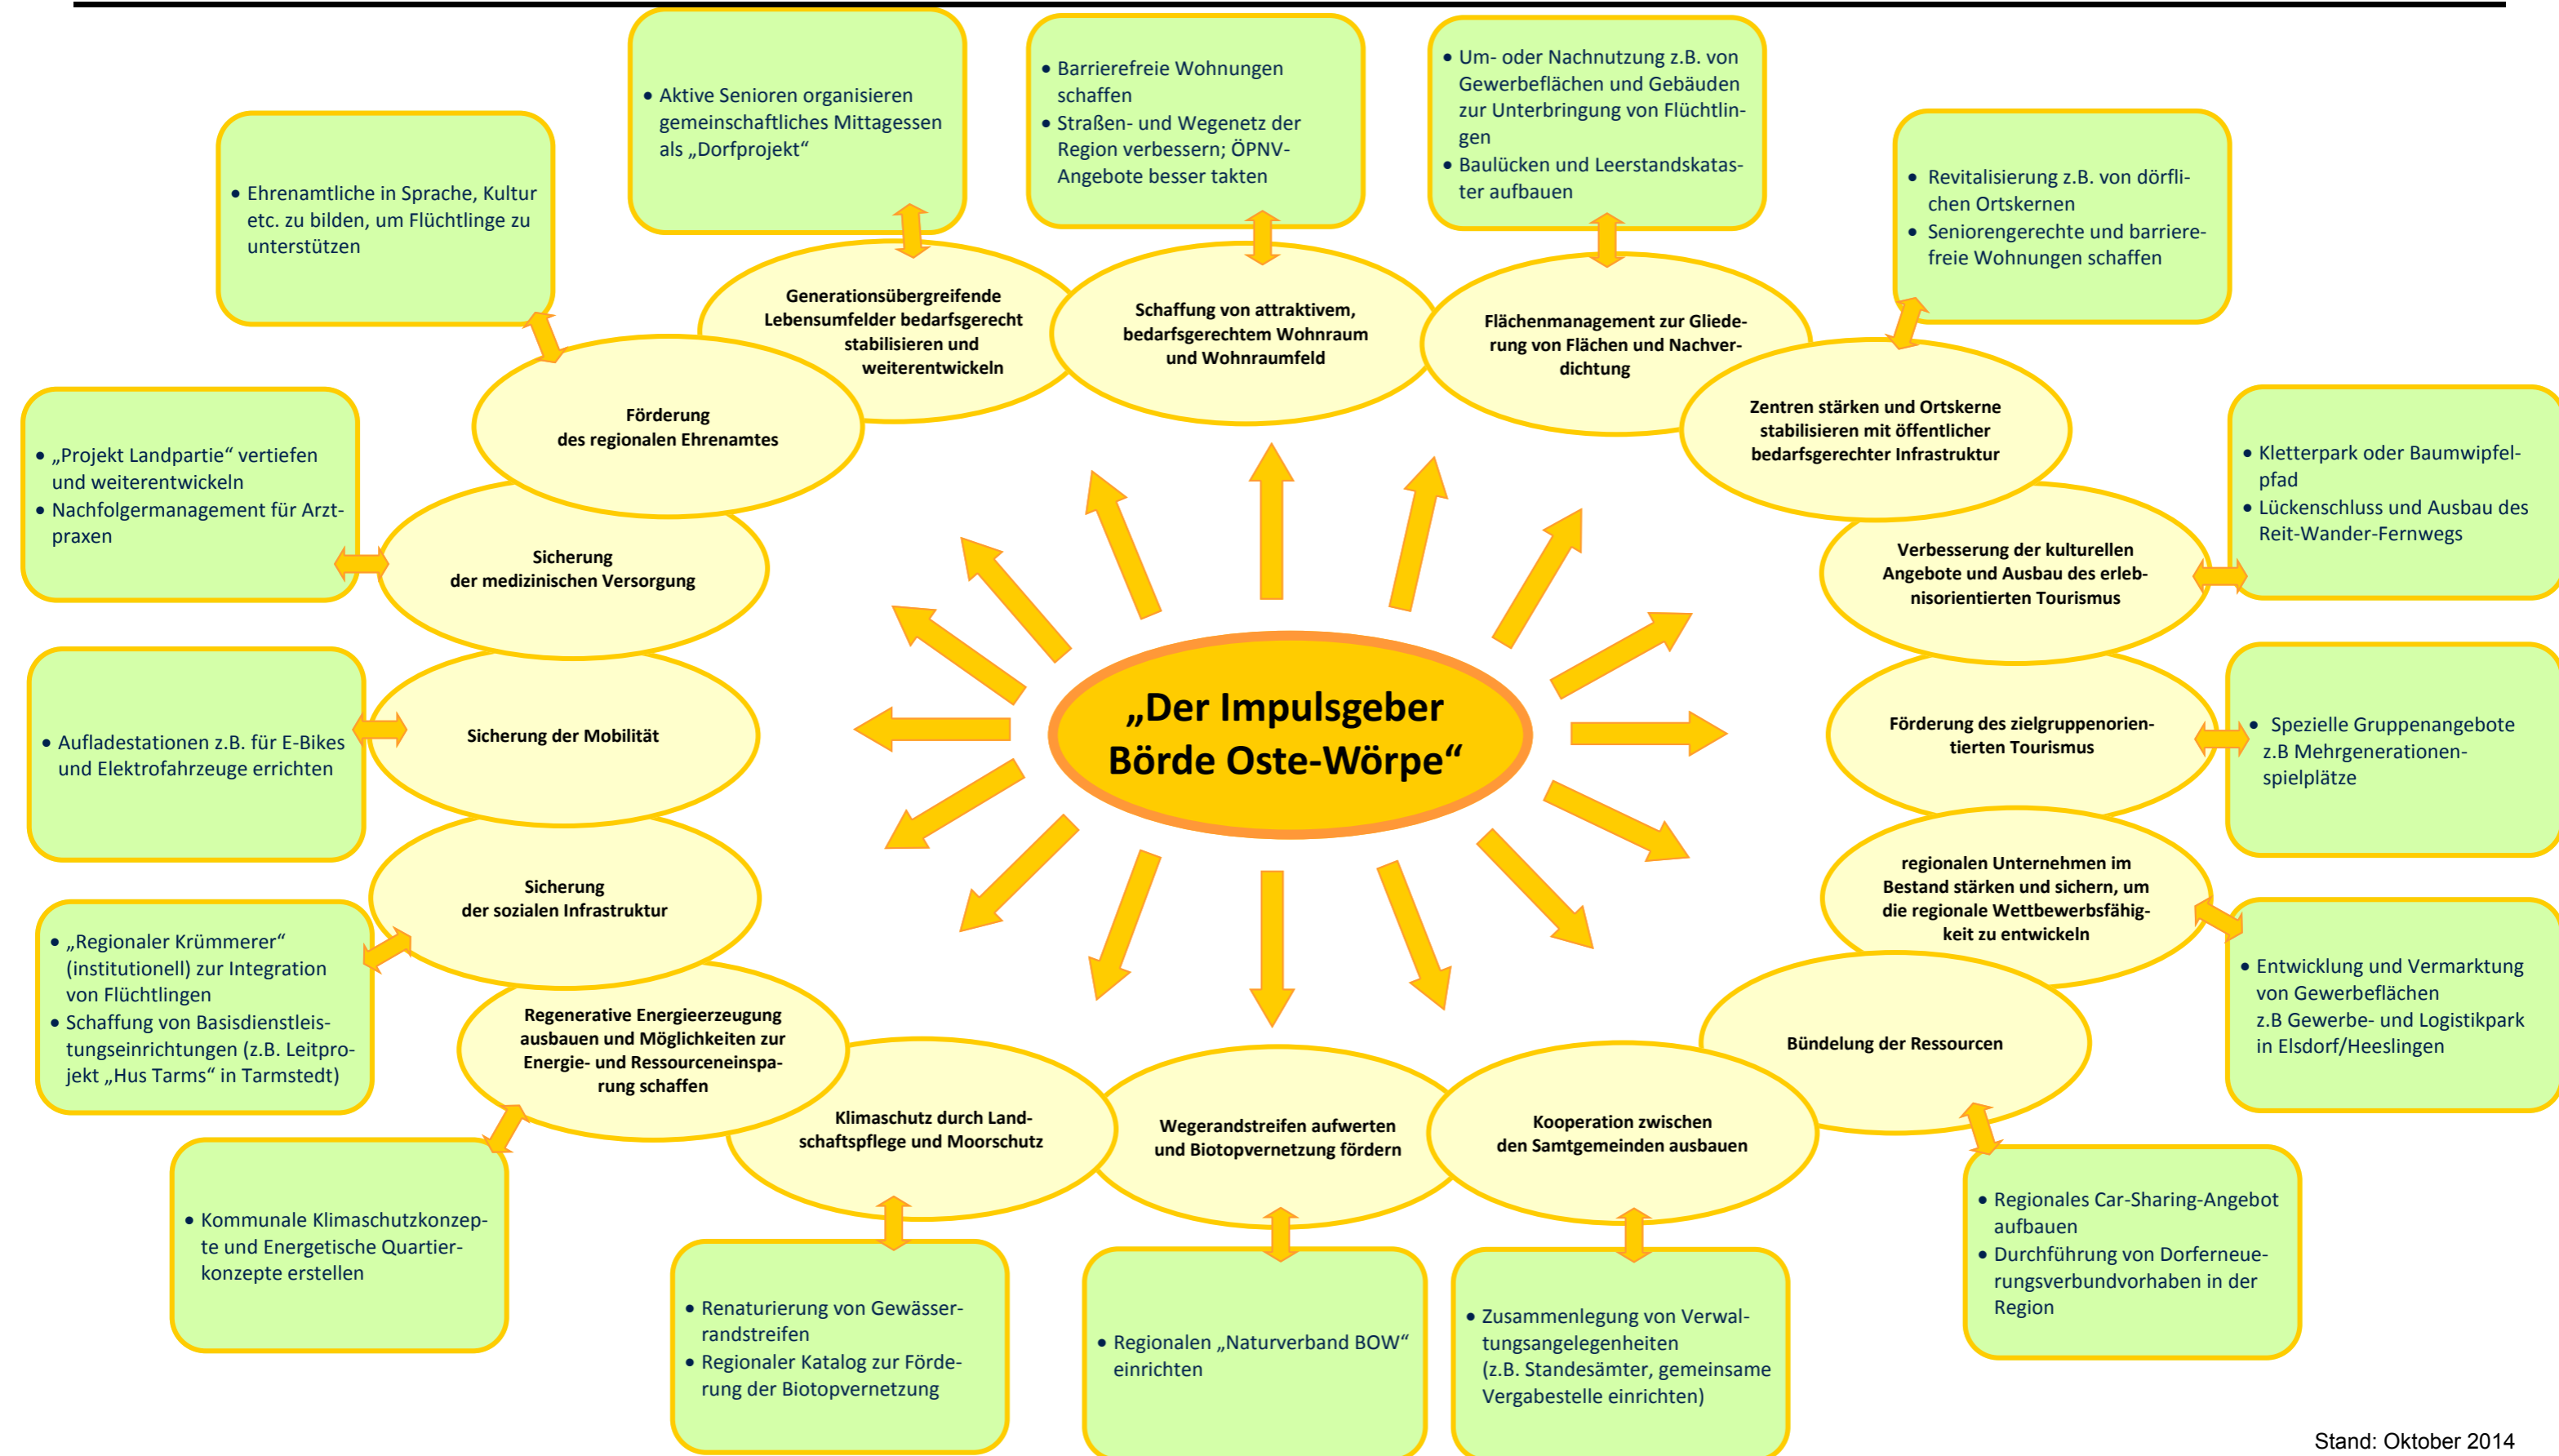 • Aktive Senioren organisieren
gemeinschaftliches Mittagessen
als „Dorfprojekt“
• Barrierefreie Wohnungen
schaffen
• Straßen- und Wegenetz der
Region verbessern; ÖPNV-
Angebote besser takten
• Um- oder Nachnutzung z.B. von
Gewerbeflächen und Gebäuden
zur Unterbringung von Flüchtlin-
gen
• Baulücken und Leerstandskatas-
ter aufbauen
• Ehrenamtliche in Sprache, Kultur
etc. zu bilden, um Flüchtlinge zu
unterstützen
• Revitalisierung z.B. von dörfli-
chen Ortskernen
• Seniorengerechte und barriere-
freie Wohnungen schaffen
Generationsübergreifende
Lebensumfelder bedarfsgerecht
stabilisieren und
weiterentwickeln
Schaffung von attraktivem,
bedarfsgerechtem Wohnraum
und Wohnraumfeld
Flächenmanagement zur Gliede-
rung von Flächen und Nachver-
dichtung
Förderung
des regionalen Ehrenamtes
Zentren stärken und Ortskerne
stabilisieren mit öffentlicher
bedarfsgerechter Infrastruktur
• „Projekt Landpartie“ vertiefen
und weiterentwickeln
• Nachfolgermanagement für Arzt-
praxen
Sicherung
der medizinischen Versorgung
Verbesserung der kulturellen
Angebote und Ausbau des erleb-
nisorientierten Tourismus
• Kletterpark oder Baumwipfel-
pfad
• Lückenschluss und Ausbau des
Reit-Wander-Fernwegs
• Aufladestationen z.B. für E-Bikes
und Elektrofahrzeuge errichten
Sicherung der Mobilität
„Der Impulsgeber
Börde Oste-Wörpe“
Förderung des zielgruppenorien-
tierten Tourismus
• Spezielle Gruppenangebote
z.B Mehrgenerationen-
spielplätze
Sicherung
der sozialen Infrastruktur
regionalen Unternehmen im
Bestand stärken und sichern, um
die regionale Wettbewerbsfähig-
keit zu entwickeln
• „Regionaler Krümmerer“
(institutionell) zur Integration
von Flüchtlingen
• Schaffung von Basisdienstleis-
tungseinrichtungen (z.B. Leitpro-
jekt „Hus Tarms“ in Tarmstedt)
• Entwicklung und Vermarktung
von Gewerbeflächen
z.B Gewerbe- und Logistikpark
in Elsdorf/Heeslingen
Regenerative Energieerzeugung
ausbauen und Möglichkeiten zur
Energie- und Ressourceneinspa-
rung schaffen
Bündelung der Ressourcen
Klimaschutz durch Land-
schaftspflege und Moorschutz
Wegerandstreifen aufwerten
und Biotopvernetzung fördern
Kooperation zwischen
den Samtgemeinden ausbauen
• Kommunale Klimaschutzkonzep-
te und Energetische Quartier-
konzepte erstellen
• Renaturierung von Gewässer-
randstreifen
• Regionaler Katalog zur Förde-
rung der Biotopvernetzung
• Regionalen „Naturverband BOW“
einrichten
• Zusammenlegung von Verwal-
tungsangelegenheiten
(z.B. Standesämter, gemeinsame
Vergabestelle einrichten)
• Regionales Car-Sharing-Angebot
aufbauen
• Durchführung von Dorferneue-
rungsverbundvorhaben in der
Region
Stand: Oktober 2014